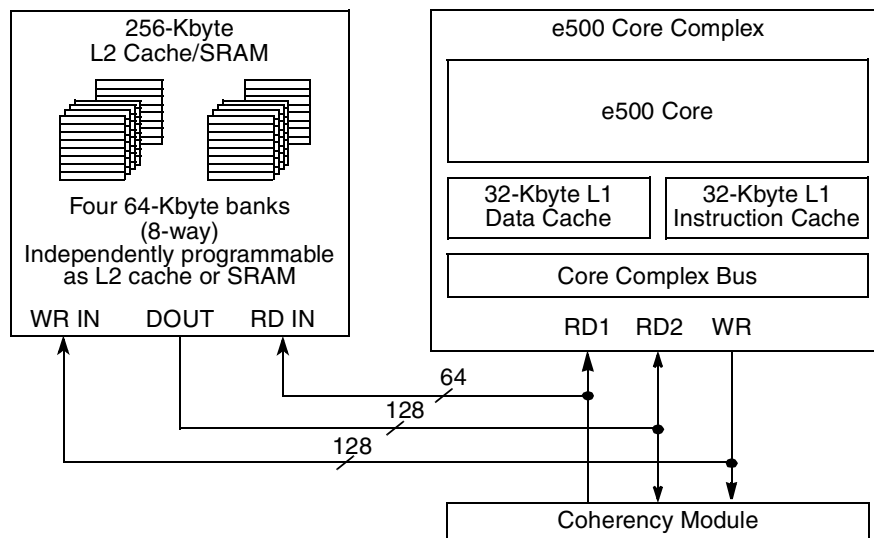 256-Kbyte
L2 Cache/SRAM
Four 64-Kbyte banks
(8-way)
Independently programmable
as L2 cache or SRAM
WR IN DOUT RD IN
e500 Core Complex
e500 Core
32-Kbyte L1
Data Cache
32-Kbyte L1
Instruction Cache
Core Complex Bus
RD1 RD2 WR
64
128
128
Coherency Module